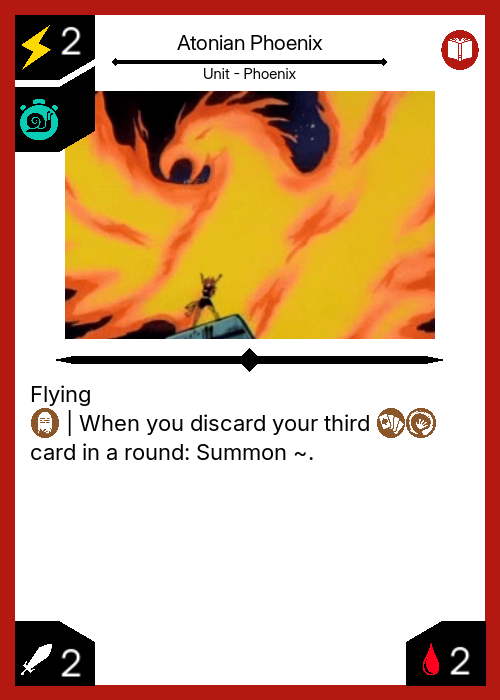 2
Atonian Phoenix
Unit - Phoenix
Flying
| When you discard your third
card in a round: Summon ~.
2
2